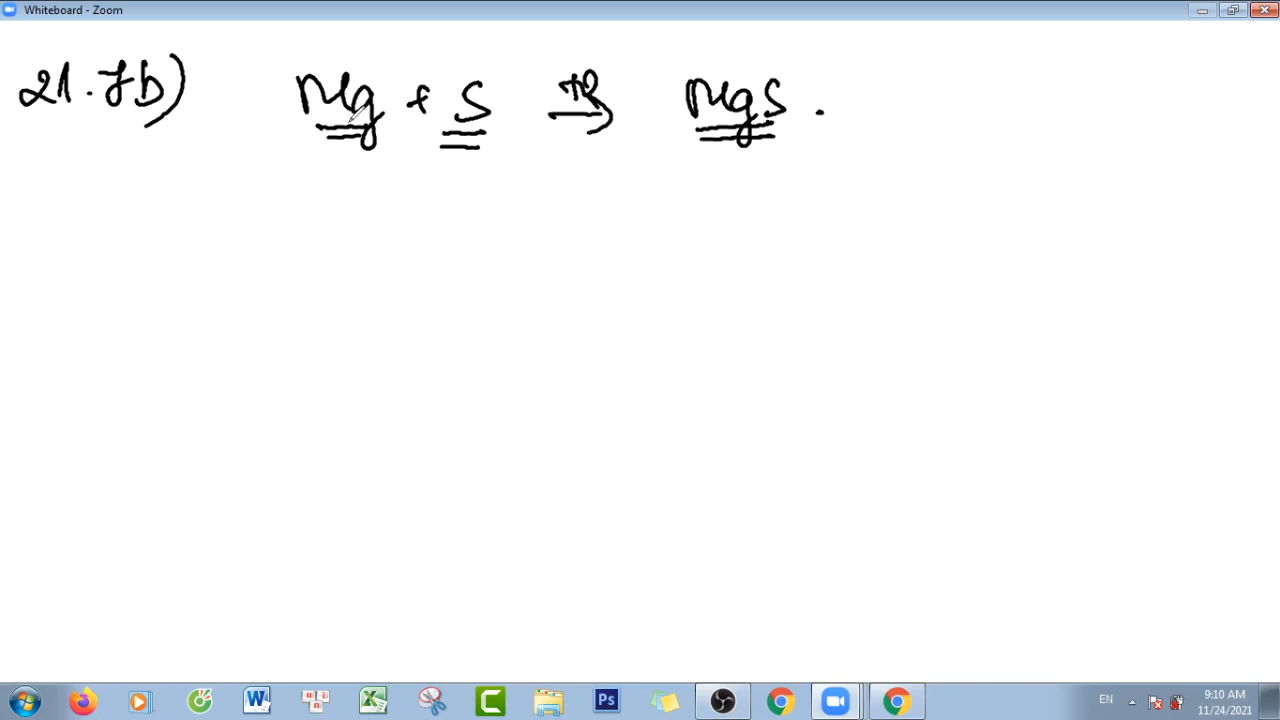 Whiteboard - Zoom
21.7b) Mg + S →  MgS.
EN
9:10 AM
11/24/2021